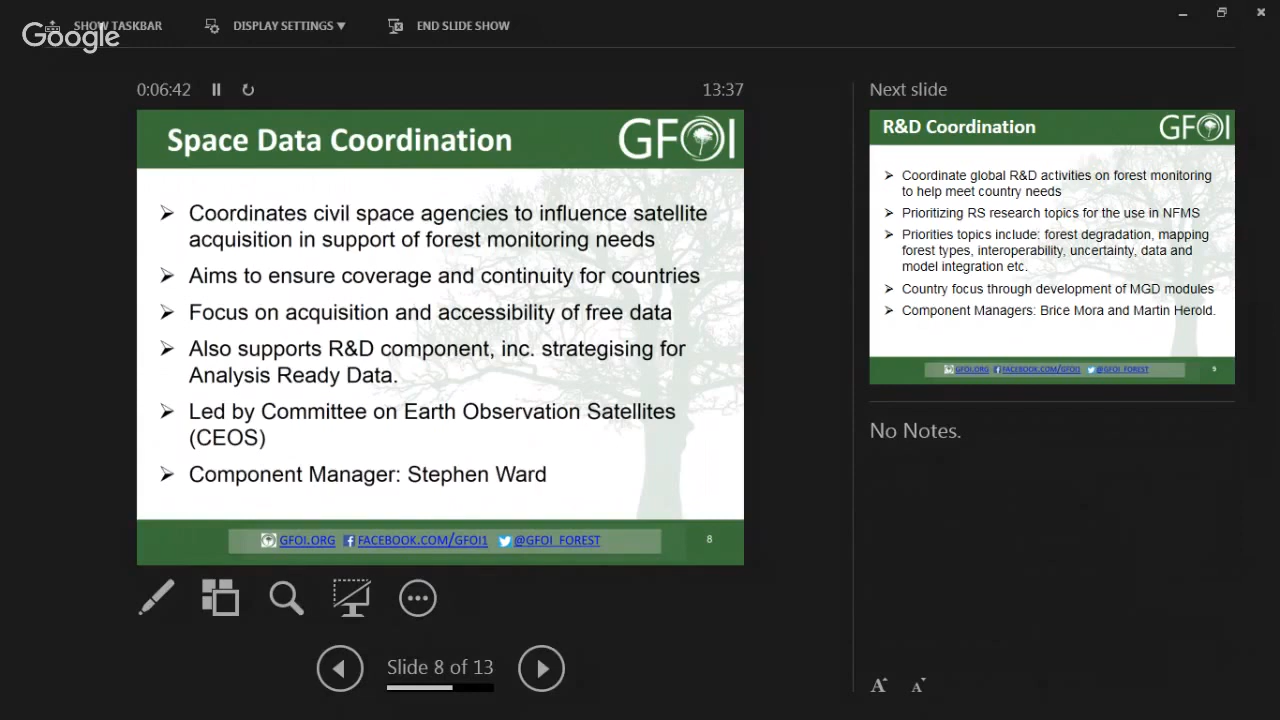 SHOW TASKBAR
DISPLAY SETTINGS ▼
END SLIDE SHOW
Google
0:06:42
13:37
Space Data Coordination
GFOI
➢ Coordinates civil space agencies to influence satellite
acquisition in support of forest monitoring needs
➢ Aims to ensure coverage and continuity for countries
➢ Focus on acquisition and accessibility of free data
➢ Also supports R&D component, inc. strategising for
Analysis Ready Data.
➢ Led by Committee on Earth Observation Satellites
(CEOS)
➢ Component Manager: Stephen Ward
GFOI.ORG FACEBOOK.COM/GFOI1 @GFOI_FOREST
8
Slide 8 of 13
Next slide
R&D Coordination
GFOI
➢ Coordinate global R&D activities on forest monitoring
to help meet country needs
➢ Prioritizing RS research topics for the use in NFMS
➢ Priorities topics include: forest degradation, mapping
forest types, interoperability, uncertainty, data and
model integration etc.
➢ Country focus through development of MGD modules
➢ Component Managers: Brice Mora and Martin Herold.
GFOI.ORG FACEBOOK.COM/GFOI1 @GFOI_FOREST
9
No Notes.
A A